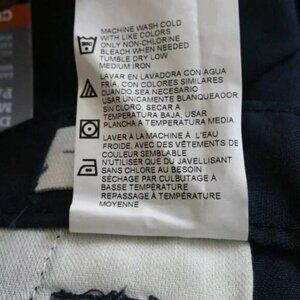 MACHINE WASH COLD
WITH LIKE COLORS
ONLY NON-CHLORINE
BLEACH WHEN NEEDED
TUMBLE DRY LOW
MEDIUM IRON
LAVAR EN LAVADORA CON AGUA
FRIA, CON COLORES SIMILARES
CUANDO SEA NECESARIO
USAR UNICAMENTE BLANQUEADOR
SIN CLORO, SECAR A
TEMPERATURA BAJA, USAR
PLANCHA A TEMPERATURA MEDIA
LAVER À LA MACHINE À L'EAU
FROIDE, AVEC DES VÊTEMENTS DE
COULEUR SEMBLABLE
N'UTILISER QUE DU JAVELLISANT
SANS CHLORE AU BESOIN
SÉCHAGE PAR CULBUTAGE À
BASSE TEMPÉRATURE
REPASSAGE À TEMPÉRATURE
MOYENNE